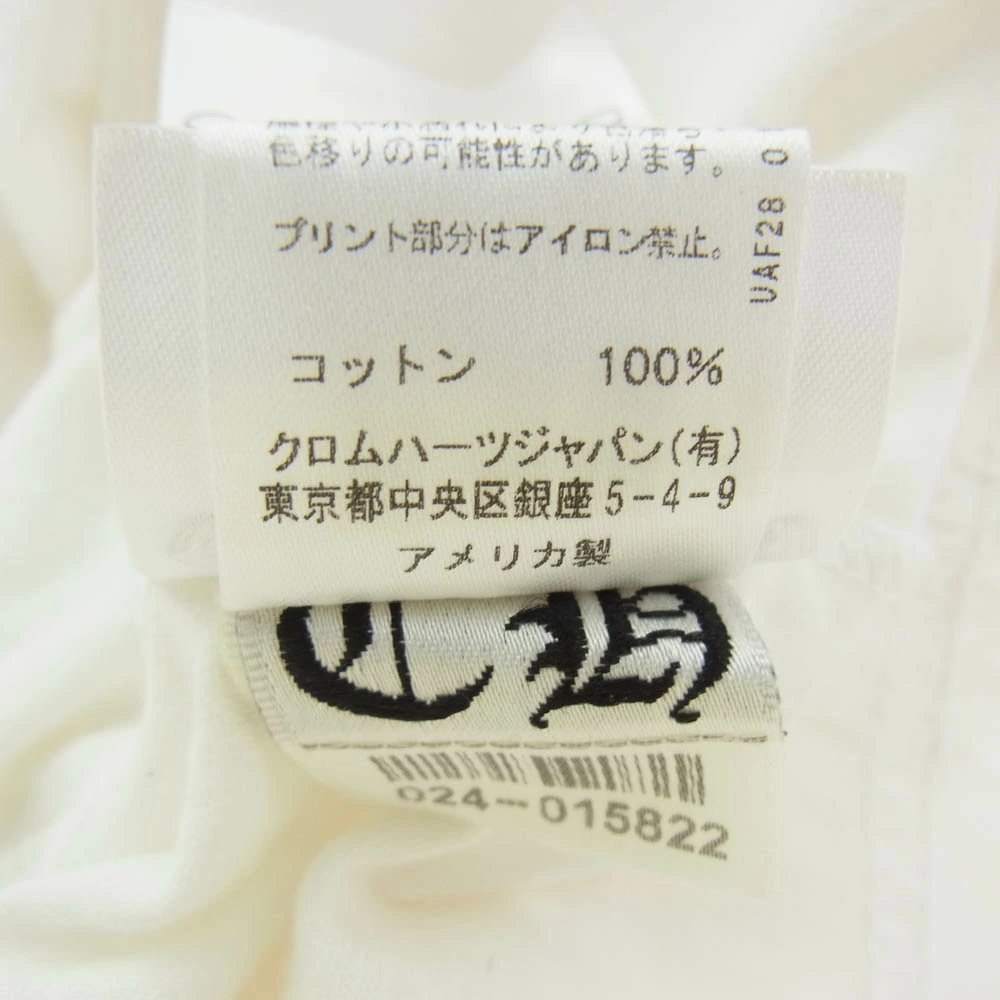 色移りの可能性があります。
プリント部分はアイロン禁止。
コットン 100%
クロムハーツジャパン(有)
東京都中央区銀座5-4-9
アメリカ製
UAF28 0
CH
024-015822